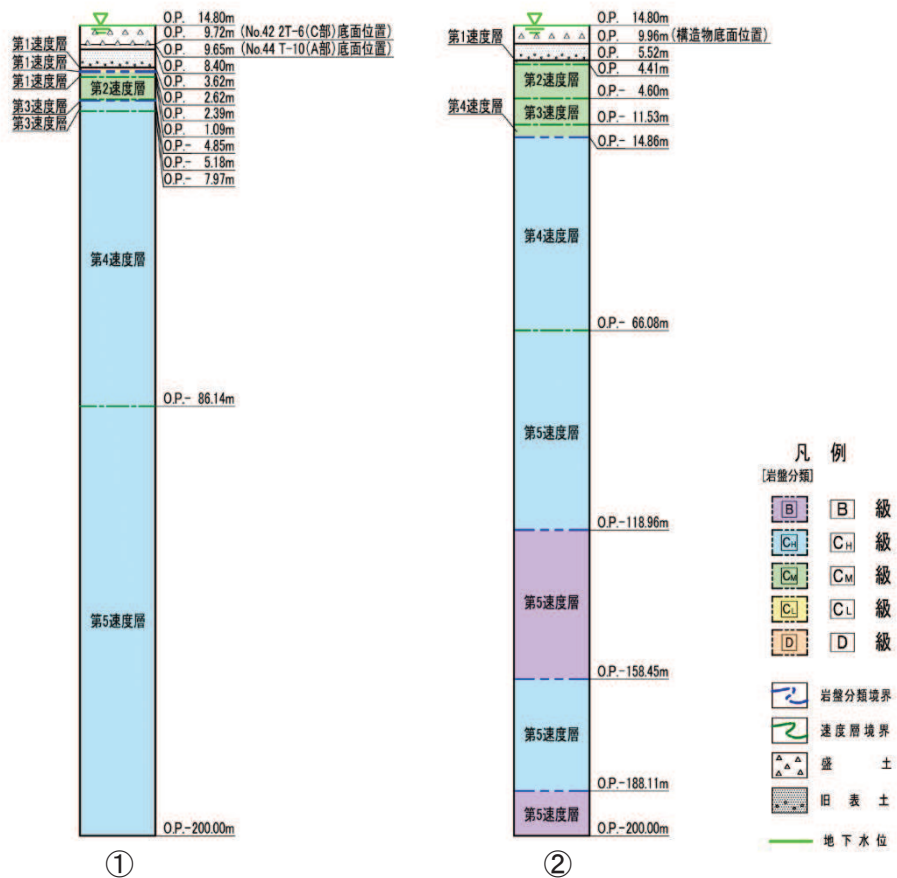 O.P. 14.80m
O.P. 9.72m (No.42 2T-6(C部)底面位置)
O.P. 9.65m (No.44 T-10(A部)底面位置)
O.P. 8.40m
O.P. 3.62m
O.P. 2.62m
O.P. 2.39m
O.P. 1.09m
O.P.- 4.85m
O.P.- 5.18m
O.P.- 7.97m
第1速度層
第1速度層
第1速度層
第2速度層
第3速度層
第3速度層
第4速度層
O.P.- 86.14m
第5速度層
O.P.-200.00m
①
O.P. 14.80m
O.P. 9.96m (構造物底面位置)
O.P. 5.52m
O.P. 4.41m
O.P.- 4.60m
O.P.- 11.53m
O.P.- 14.86m
第1速度層
第2速度層
第3速度層
第4速度層
第4速度層
O.P.- 66.08m
第5速度層
O.P.-118.96m
第5速度層
O.P.-158.45m
第5速度層
O.P.-188.11m
第5速度層
O.P.-200.00m
②
凡 例
[岩盤分類]
B B 級
CH CH 級
CM CM 級
CL CL 級
D D 級
岩盤分類境界
速度層境界
盛 土
旧 表 土
地下水位